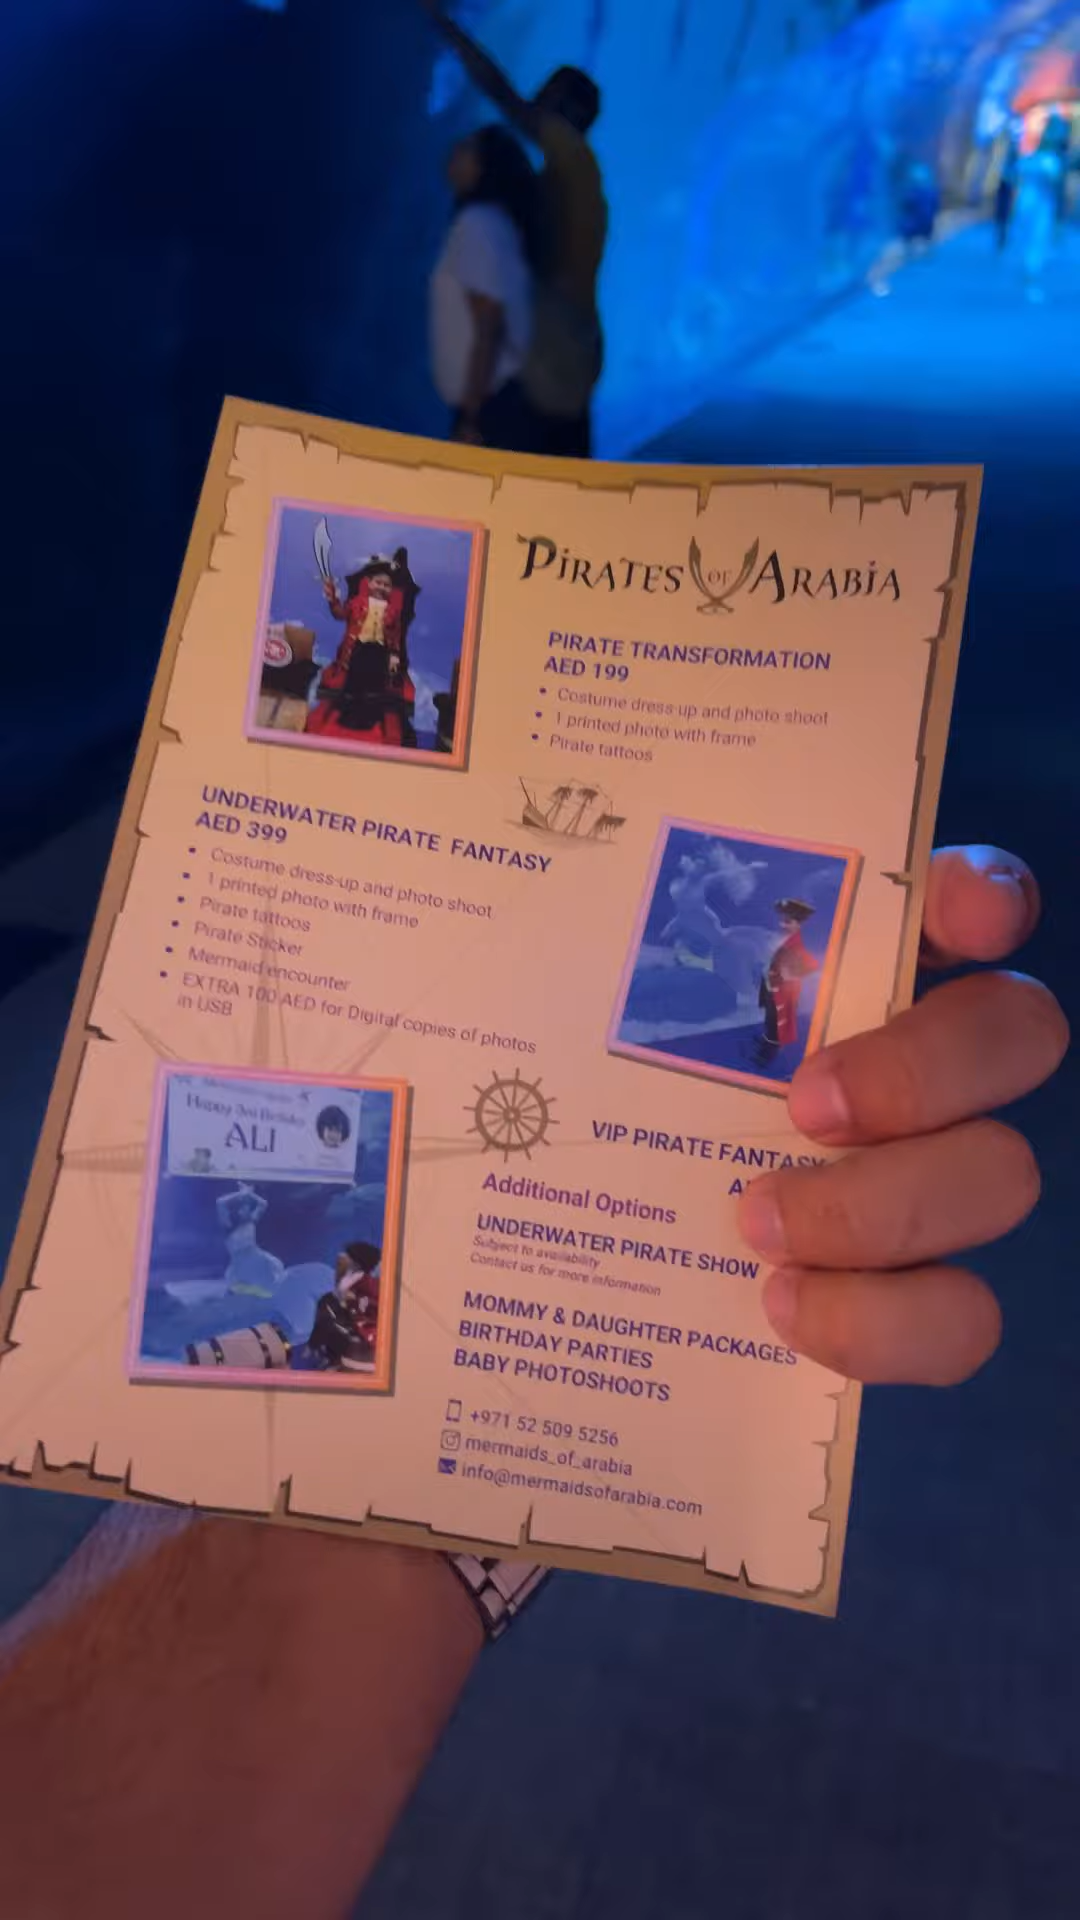 PIRATES OF ARABIA
PIRATE TRANSFORMATION
AED 199
• Costume dress-up and photo shoot
• 1 printed photo with frame
• Pirate tattoos
UNDERWATER PIRATE FANTASY
AED 399
• Costume dress-up and photo shoot
• 1 printed photo with frame
• Pirate tattoos
• Pirate Sticker
• Mermaid encounter
• EXTRA 100 AED for Digital copies of photos
in USB
Happy 3rd Birthday
ALI
VIP PIRATE FANTASY
Additional Options
UNDERWATER PIRATE SHOW
Subject to availability
Contact us for more information
MOMMY & DAUGHTER PACKAGES
BIRTHDAY PARTIES
BABY PHOTOSHOOTS
+971 52 509 5256
mermaids_of_arabia
info@mermaidsofarabia.com